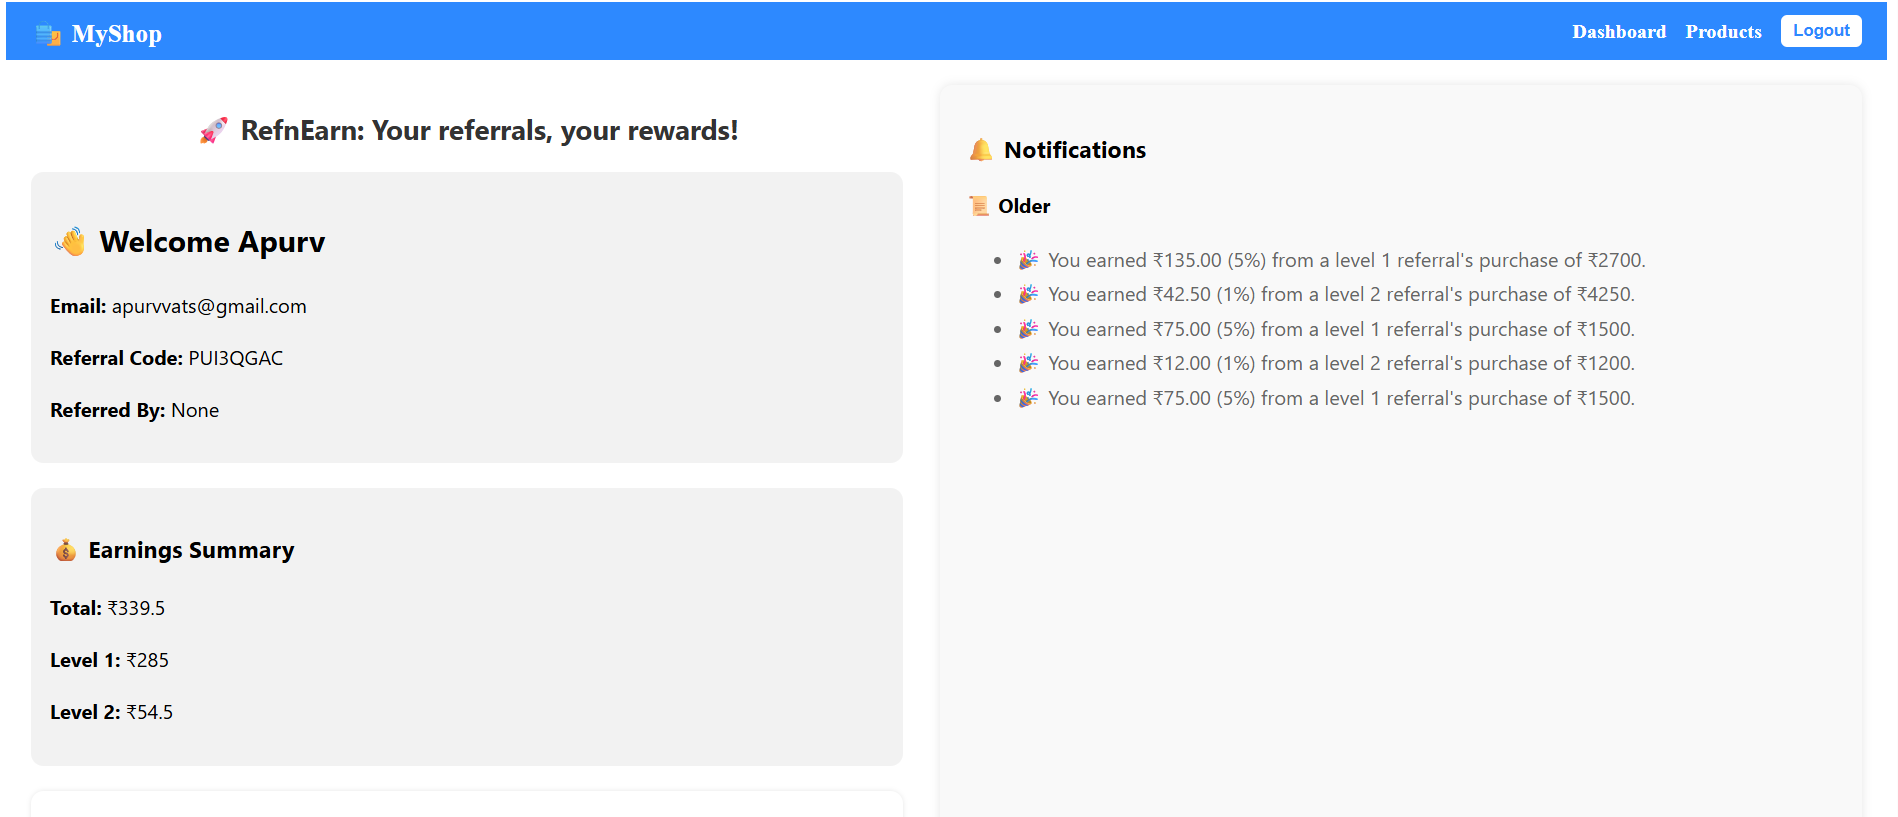 MyShop
Dashboard Products Logout
🚀 RefnEarn: Your referrals, your rewards!
👋 Welcome Apurv
Email: apurvvats@gmail.com
Referral Code: PUI3QGAC
Referred By: None
💰 Earnings Summary
Total: ₹339.5
Level 1: ₹285
Level 2: ₹54.5
🔔 Notifications
📜 Older
• 🎉 You earned ₹135.00 (5%) from a level 1 referral's purchase of ₹2700.
• 🎉 You earned ₹42.50 (1%) from a level 2 referral's purchase of ₹4250.
• 🎉 You earned ₹75.00 (5%) from a level 1 referral's purchase of ₹1500.
• 🎉 You earned ₹12.00 (1%) from a level 2 referral's purchase of ₹1200.
• 🎉 You earned ₹75.00 (5%) from a level 1 referral's purchase of ₹1500.